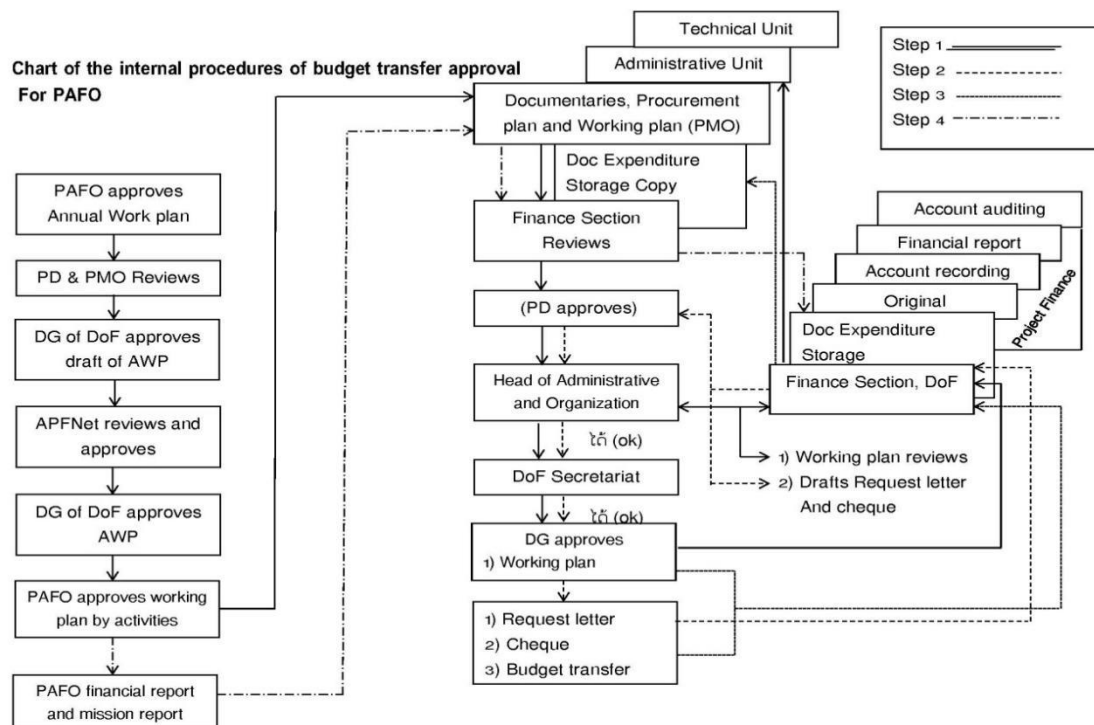 Chart of the internal procedures of budget transfer approval
For PAFO
PAFO approves
Annual Work plan
PD & PMO Reviews
DG of DoF approves
draft of AWP
APFNet reviews and
approves
DG of DoF approves
AWP
PAFO approves working
plan by activities
PAFO financial report
and mission report
Technical Unit
Administrative Unit
Documentaries, Procurement
plan and Working plan (PMO)
Doc Expenditure
Storage Copy
Finance Section
Reviews
(PD approves)
Head of Administrative
and Organization
ໄດ້ (ok)
DoF Secretariat
ໄດ້ (ok)
DG approves
1) Working plan
1) Request letter
2) Cheque
3) Budget transfer
Step 1
Step 2
Step 3
Step 4
Account auditing
Financial report
Account recording
Original
Doc Expenditure
Storage
Finance Section, DoF
Project Finance
1) Working plan reviews
2) Drafts Request letter
And cheque